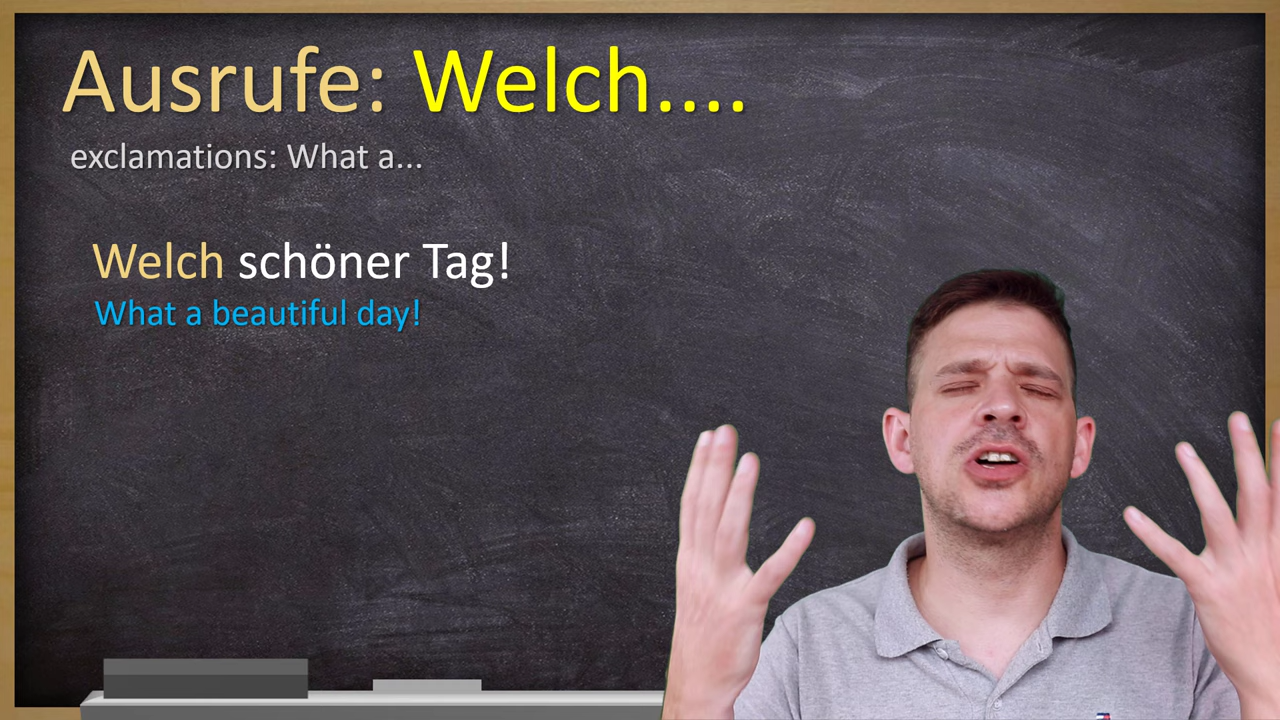 Ausrufe: Welch....
exclamations: What a...
Welch schöner Tag!
What a beautiful day!